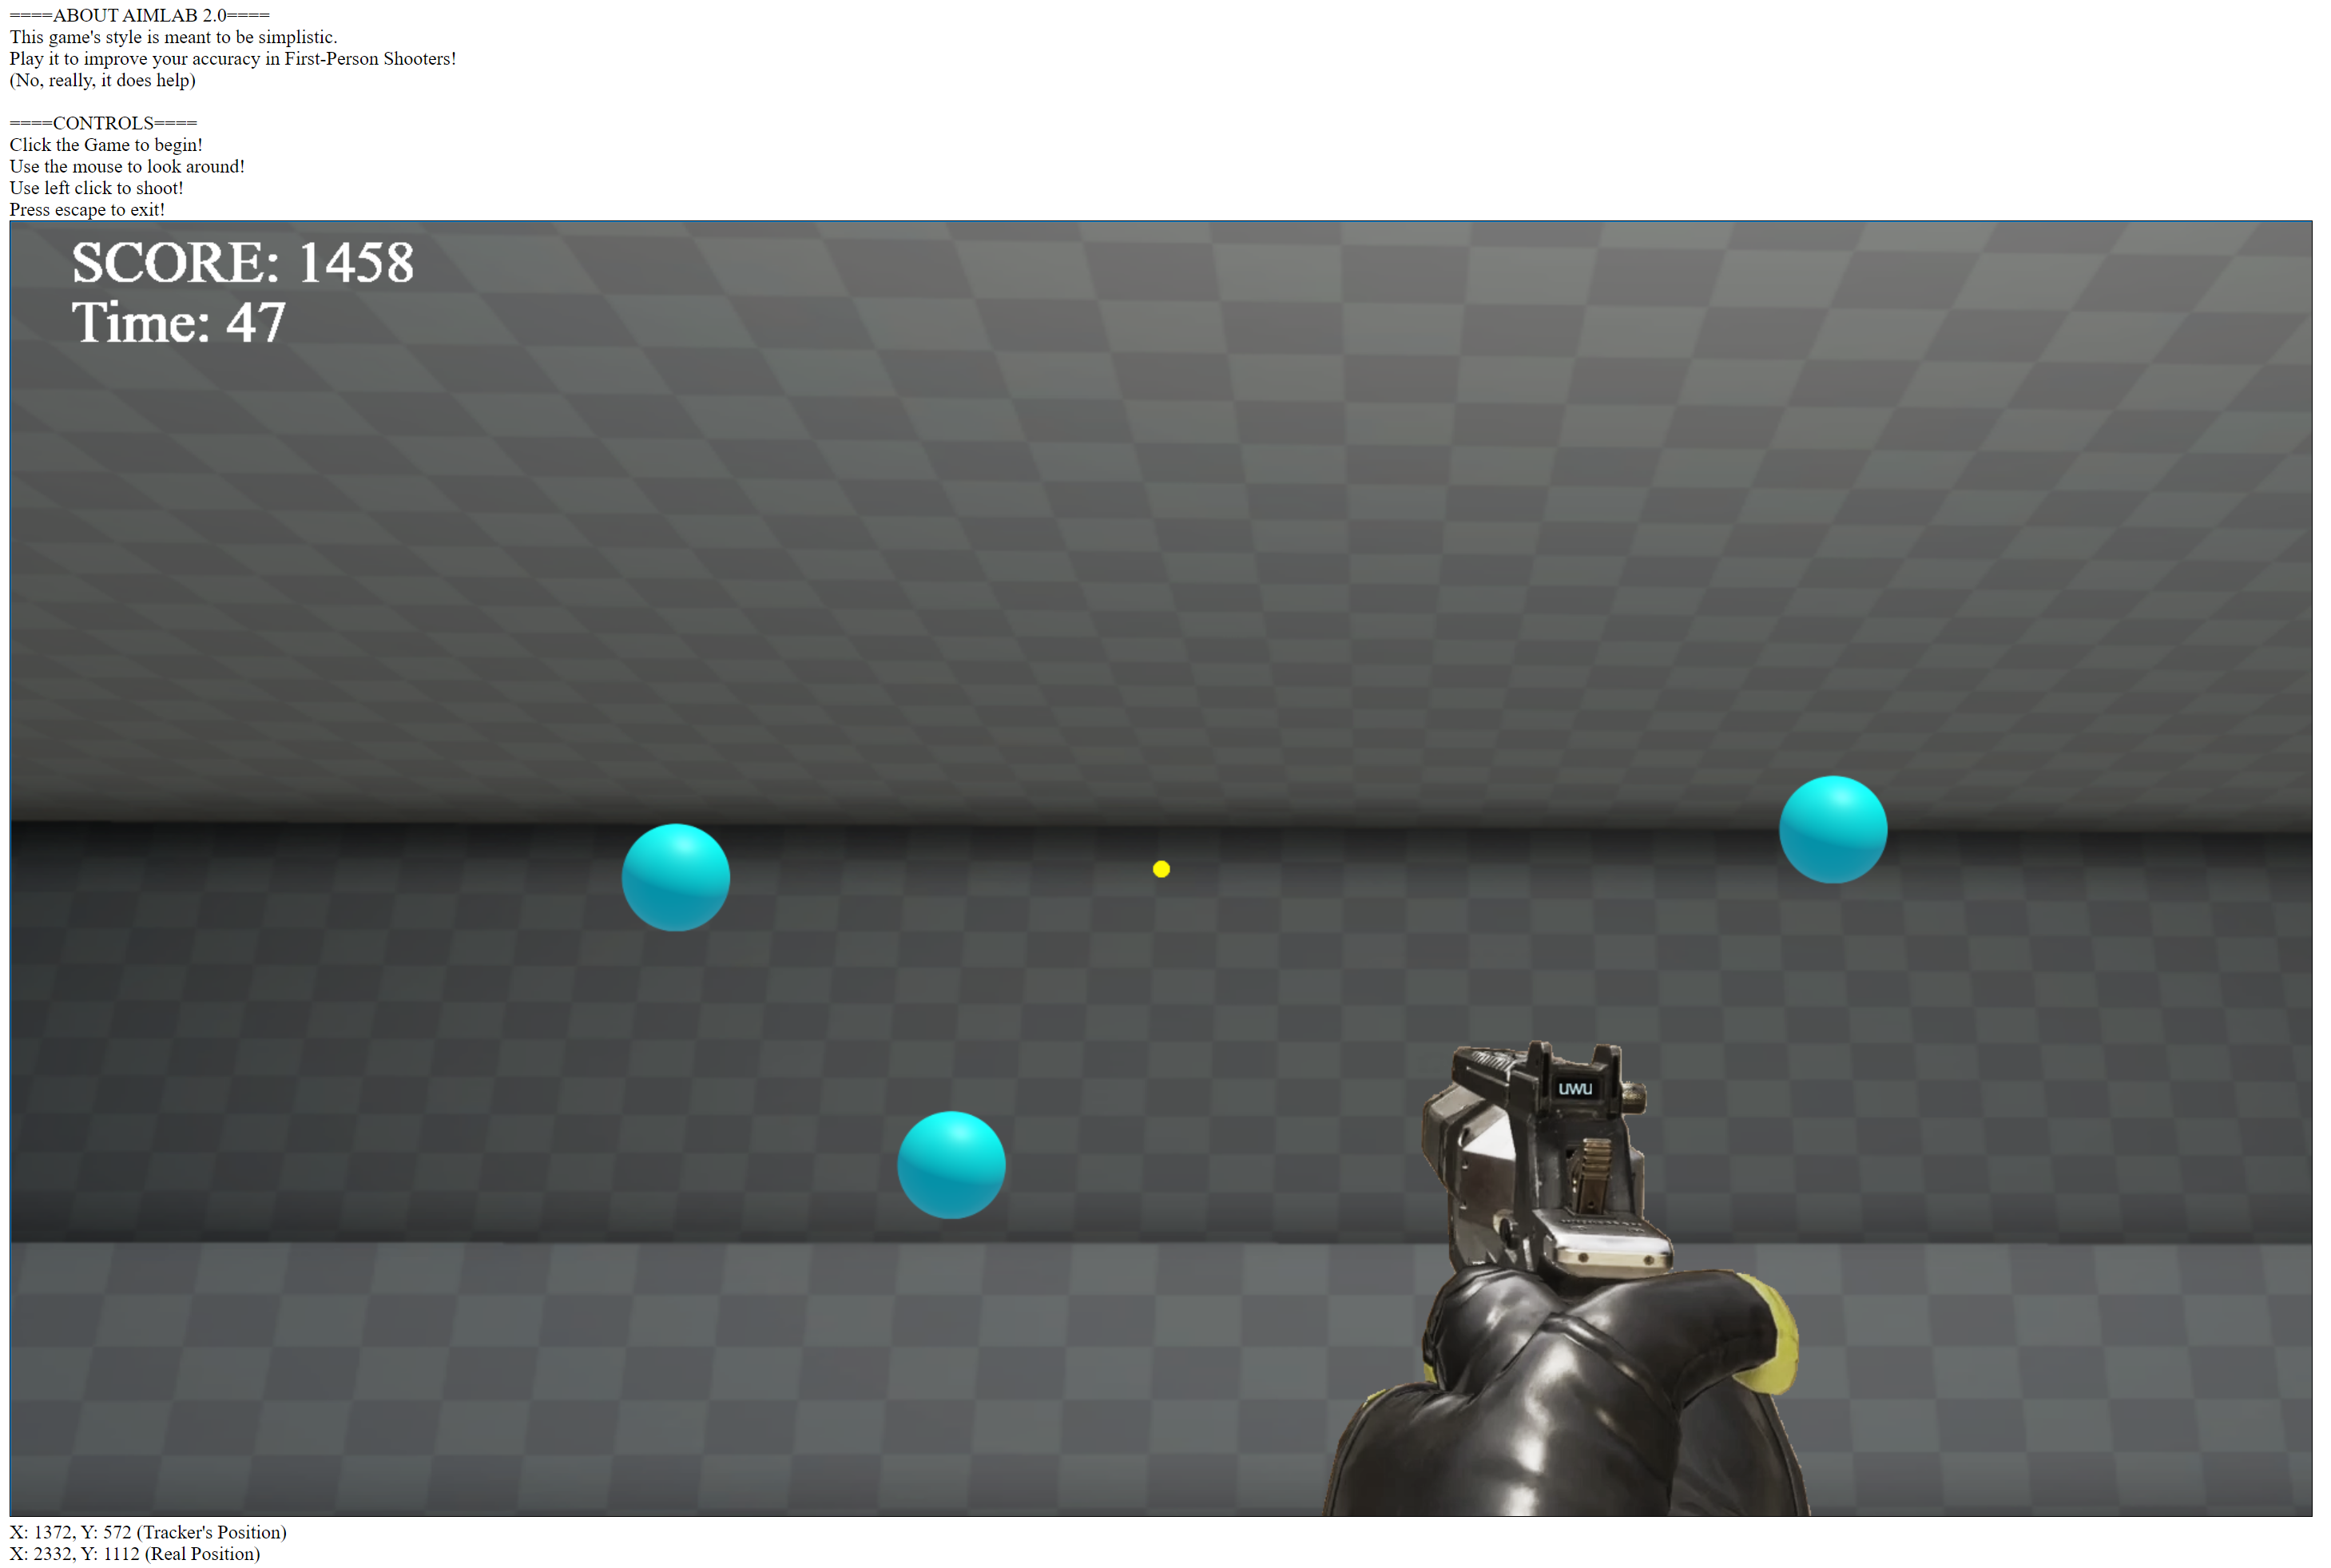 ====ABOUT AIMLAB 2.0====
This game's style is meant to be simplistic.
Play it to improve your accuracy in First-Person Shooters!
(No, really, it does help)
====CONTROLS====
Click the Game to begin!
Use the mouse to look around!
Use left click to shoot!
Press escape to exit!
SCORE: 1458
Time: 47
UWU
X: 1372, Y: 572 (Tracker's Position)
X: 2332, Y: 1112 (Real Position)